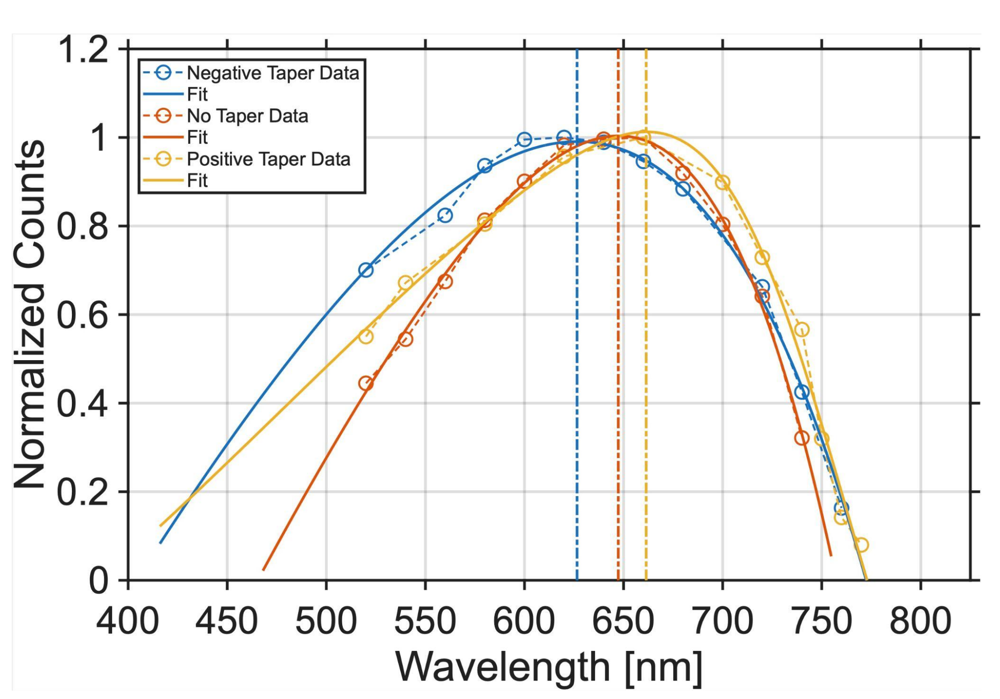 1.2
1
0.8
0.6
0.4
0.2
0
Normalized Counts
Negative Taper Data
Fit
No Taper Data
Fit
Positive Taper Data
Fit
400 450 500 550 600 650 700 750 800
Wavelength [nm]